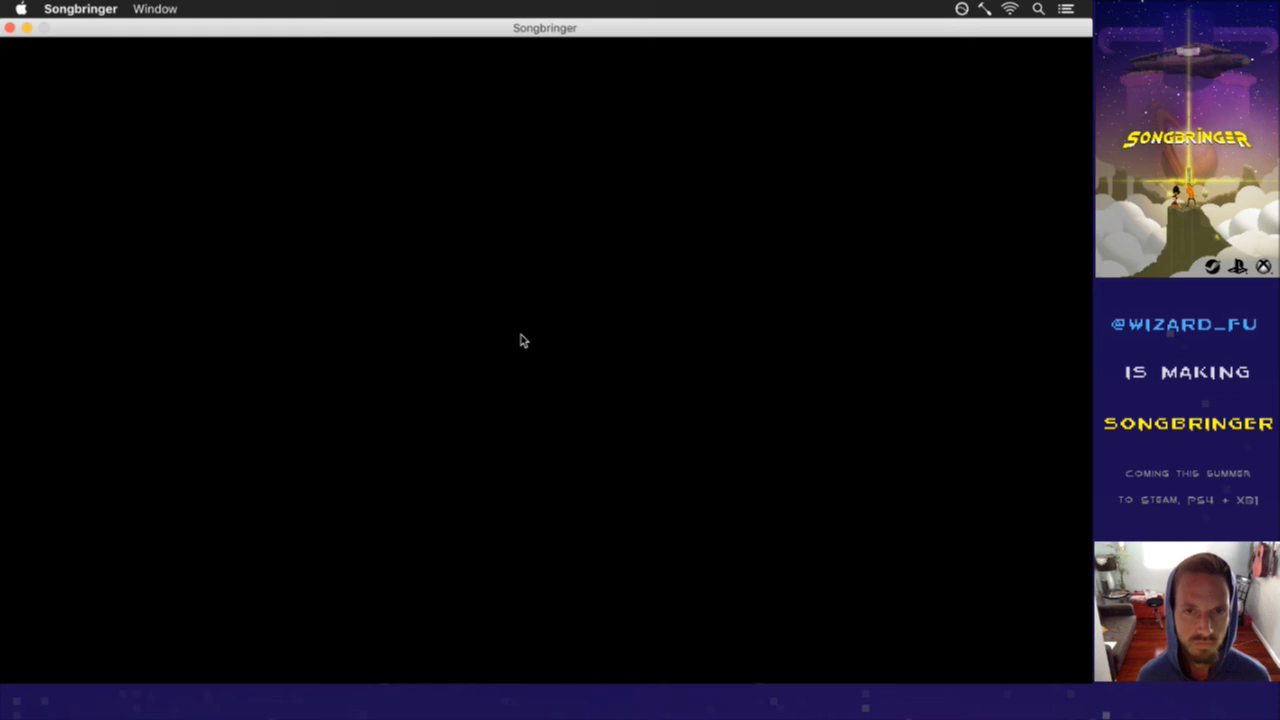 Songbringer Window
Songbringer
SONGBRINGER
@WIZARD_FU
IS MAKING
SONGBRINGER
COMING THIS SUMMER
TO STEAM, PS4 + XB1